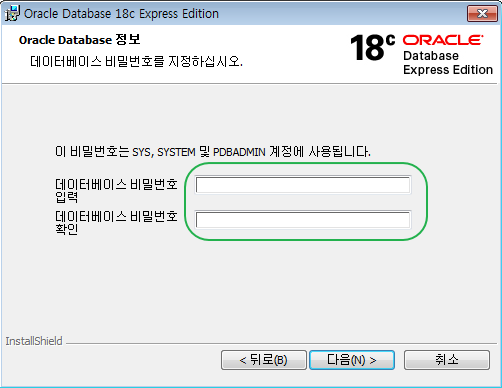 Oracle Database 18c Express Edition
Oracle Database 정보
데이터베이스 비밀번호를 지정하십시오.
18c ORACLE
Database
Express Edition
이 비밀번호는 SYS, SYSTEM 및 PDBADMIN 계정에 사용됩니다.
데이터베이스 비밀번호
입력
데이터베이스 비밀번호
확인
InstallShield
< 뒤로(B)
다음(N) >
취소